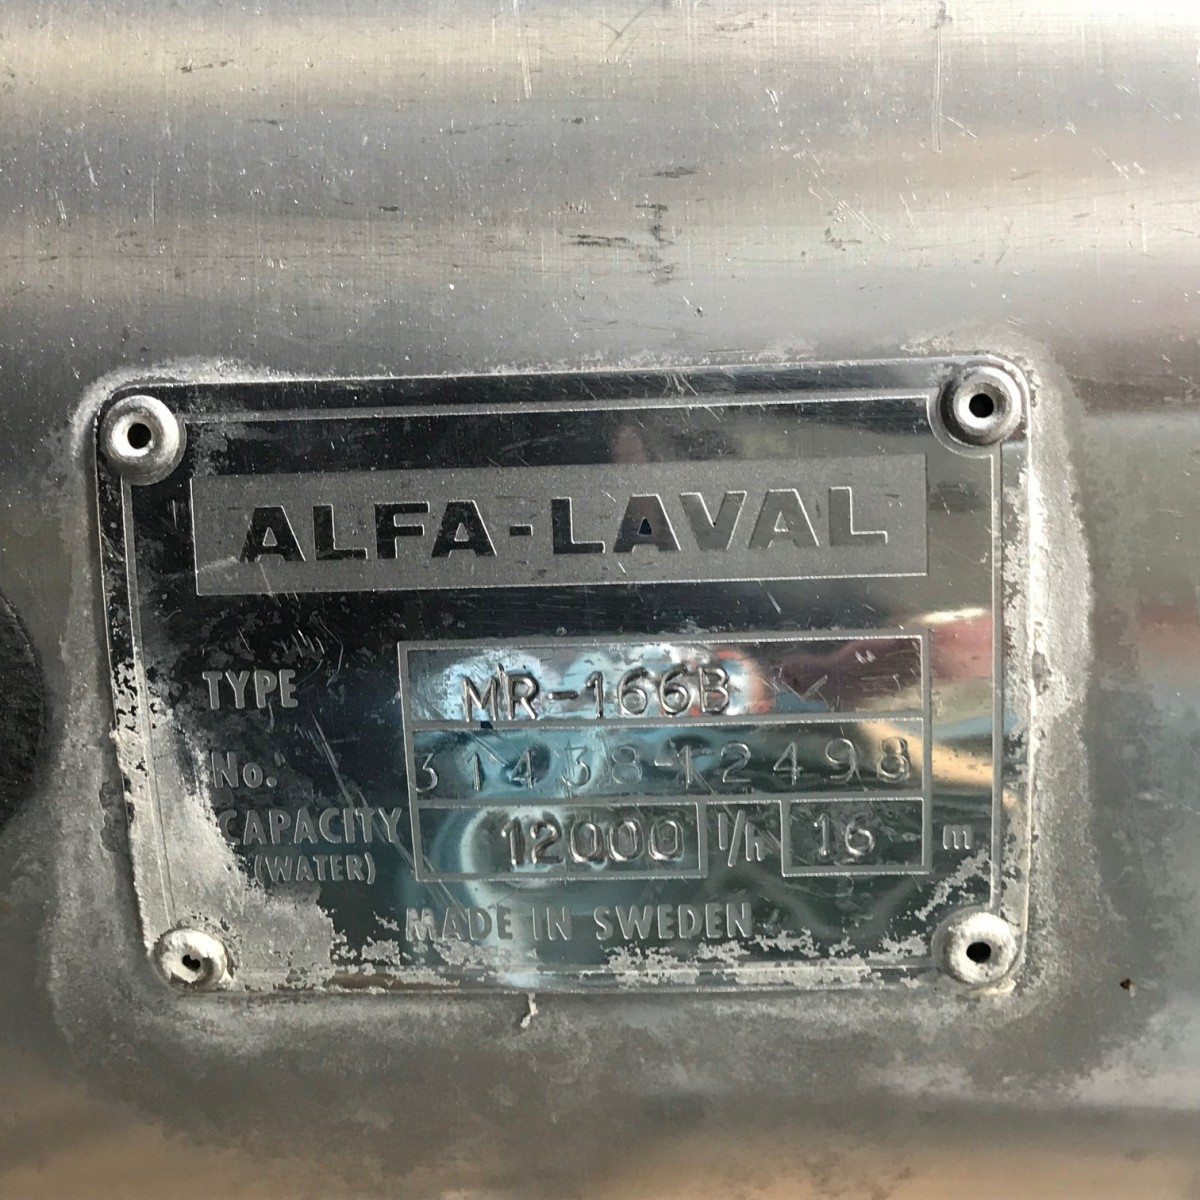 ALFA-LAVAL
TYPE MR-166B
No. 31438-12498
CAPACITY 12000 l/h 16 m
(WATER)
MADE IN SWEDEN